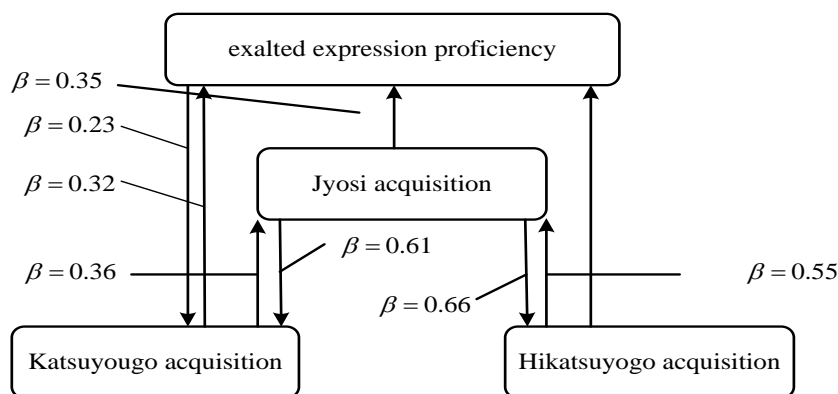 exalted expression proficiency
β = 0.35
β = 0.23
Jyosi acquisition
β = 0.32
β = 0.61
β = 0.36
β = 0.55
β = 0.66
Katsuyougo acquisition
Hikatsuyogo acquisition